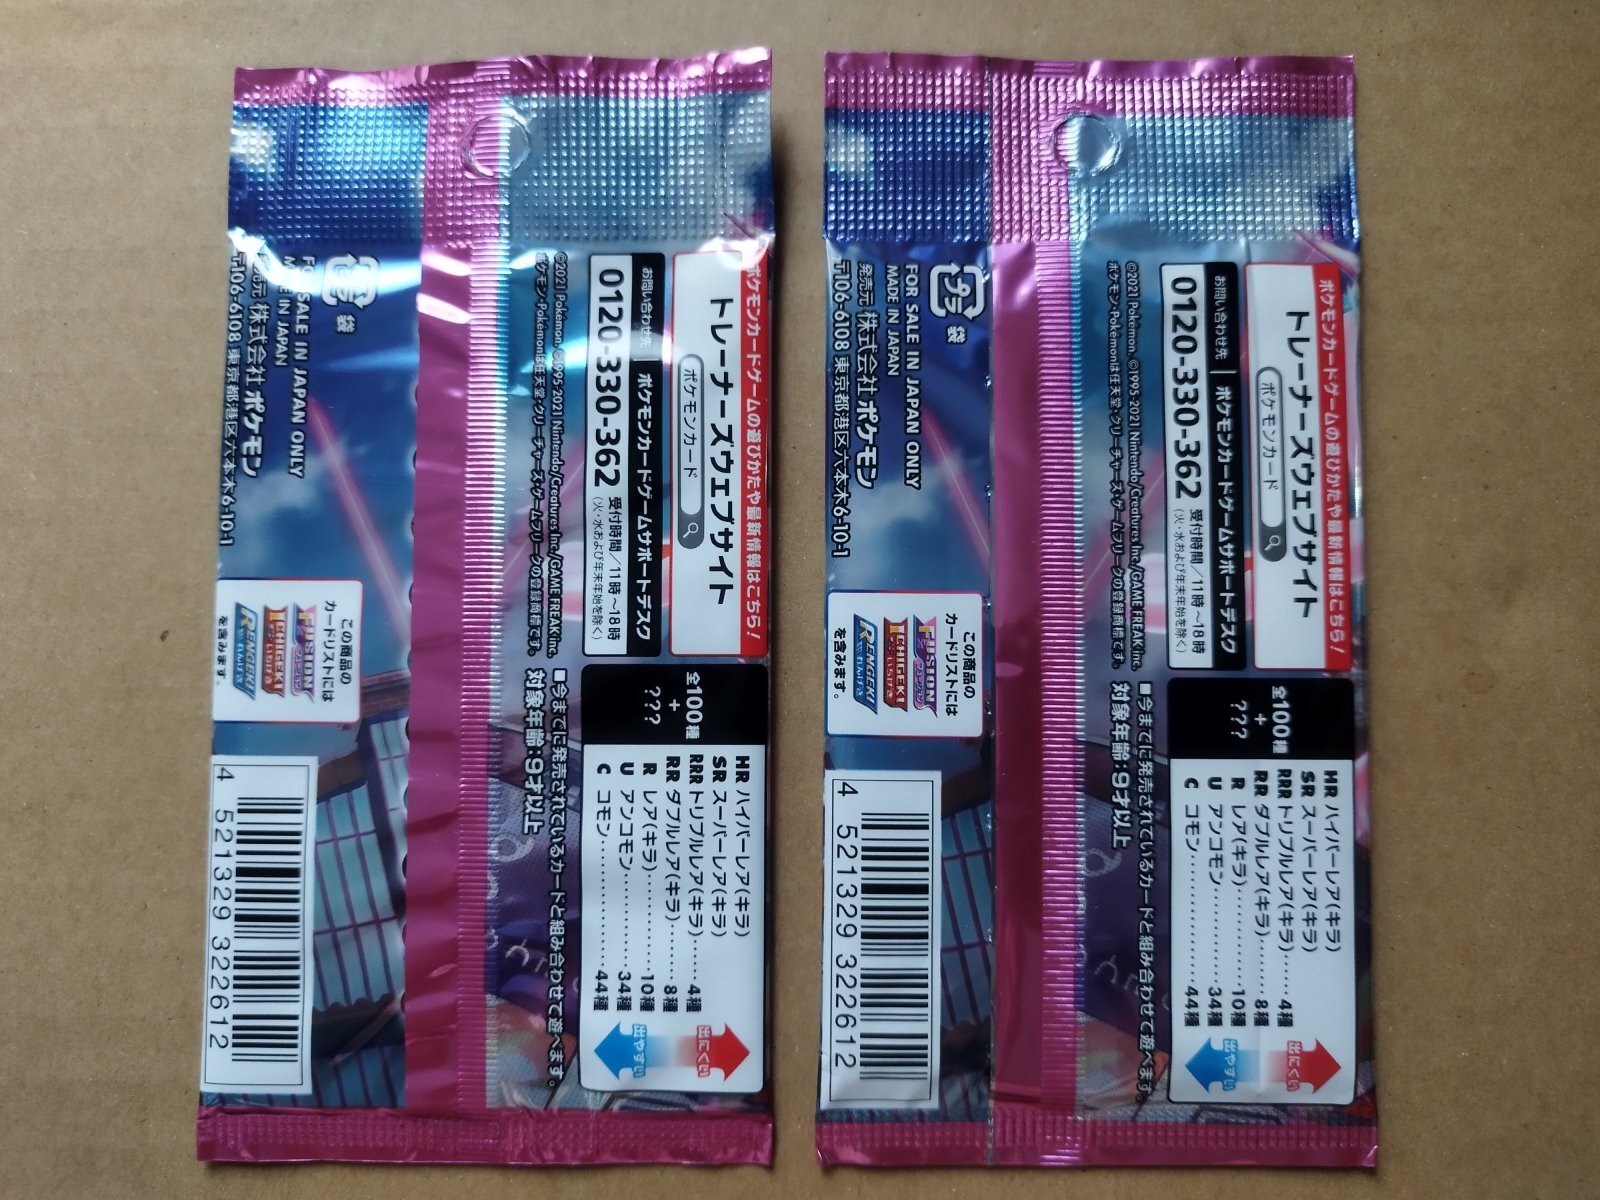 ポケモンカードゲームの遊びかたや最新情報はこちら!
トレーナーズウェブサイト
ポケモンカード
お問い合わせ先 ポケモンカードゲームサポートデスク
0120-330-362 受付時間/11時～18時
(火・水および年末年始を除く)
©2021 Pokémon. ©1995-2021 Nintendo/Creatures Inc./GAME FREAK inc.
ポケモン・Pokémonは任天堂・クリーチャーズ・ゲームフリークの登録商標です。
全100種
+
???
HR ハイパーレア(キラ)
SR スーパーレア(キラ)
RRR トリプルレア(キラ)……4種
RR ダブルレア(キラ)……8種
R レア(キラ)…………10種
U アンコモン…………34種
C コモン………………44種
出にくい
出やすい
■今までに発売されているカードと組み合わせて遊べます。
対象年齢:9才以上
プラ
袋
FOR SALE IN JAPAN ONLY
MADE IN JAPAN
発売元 株式会社ポケモン
〒106-6108 東京都港区六本木6-10-1
この商品の
カードリストには
FUSION
フュージョン
ICHIGEKI
いちげき
RENGEKI
れんげき
を含みます。
4 521329 322612
ポケモンカードゲームの遊びかたや最新情報はこちら!
トレーナーズウェブサイト
ポケモンカード
お問い合わせ先 ポケモンカードゲームサポートデスク
0120-330-362 受付時間/11時～18時
(火・水および年末年始を除く)
©2021 Pokémon. ©1995-2021 Nintendo/Creatures Inc./GAME FREAK inc.
ポケモン・Pokémonは任天堂・クリーチャーズ・ゲームフリークの登録商標です。
全100種
+
???
HR ハイパーレア(キラ)
SR スーパーレア(キラ)
RRR トリプルレア(キラ)……4種
RR ダブルレア(キラ)……8種
R レア(キラ)…………10種
U アンコモン…………34種
C コモン………………44種
出にくい
出やすい
■今までに発売されているカードと組み合わせて遊べます。
対象年齢:9才以上
プラ
袋
FOR SALE IN JAPAN ONLY
MADE IN JAPAN
発売元 株式会社ポケモン
〒106-6108 東京都港区六本木6-10-1
この商品の
カードリストには
FUSION
フュージョン
ICHIGEKI
いちげき
RENGEKI
れんげき
を含みます。
4 521329 322612